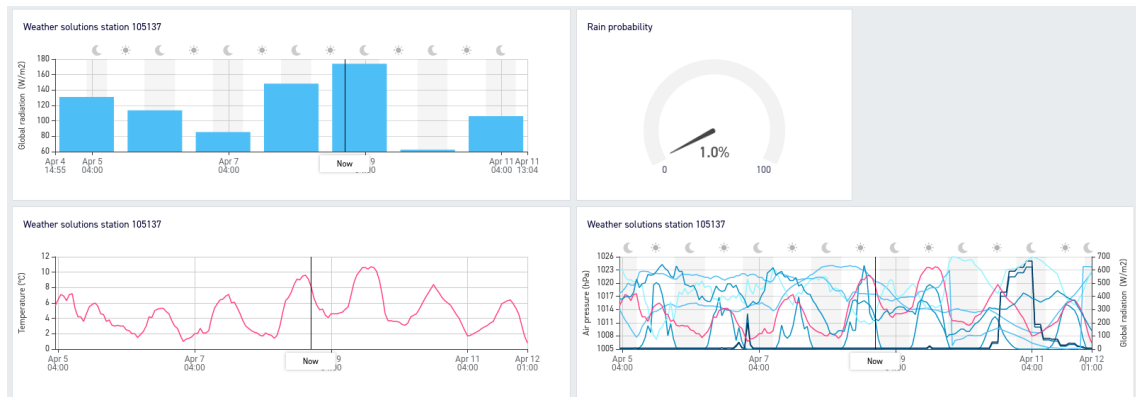 Weather solutions station 105137
Global radiation (W/m2)
180
160
140
120
100
80
60
Apr 4 14:55
Apr 5 04:00
Apr 7 04:00
Now
Apr 11 04:00
Apr 11 13:04
Rain probability
1.0%
0
100
Weather solutions station 105137
Temperature (°C)
12
10
8
6
4
2
0
Apr 5 04:00
Apr 7 04:00
Now
Apr 11 04:00
Apr 12 01:00
Weather solutions station 105137
Air pressure (hPa)
1026
1023
1020
1017
1014
1011
1008
1005
Global radiation (W/m2)
700
600
500
400
300
200
100
0
Apr 5 04:00
Apr 7 04:00
Now
Apr 11 04:00
Apr 12 01:00